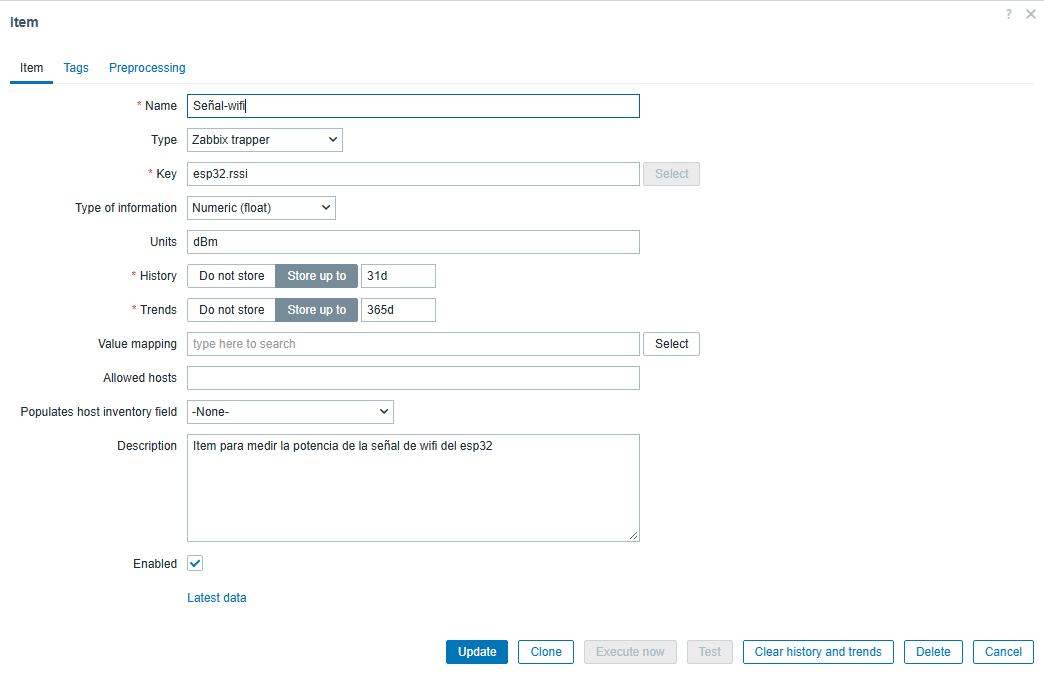 Item
? ×
Item Tags Preprocessing
* Name Señal-wifi
Type Zabbix trapper
* Key esp32.rssi Select
Type of information Numeric (float)
Units dBm
* History Do not store Store up to 31d
* Trends Do not store Store up to 365d
Value mapping type here to search Select
Allowed hosts
Populates host inventory field -None-
Description Item para medir la potencia de la señal de wifi del esp32
Enabled
Latest data
Update Clone Execute now Test Clear history and trends Delete Cancel